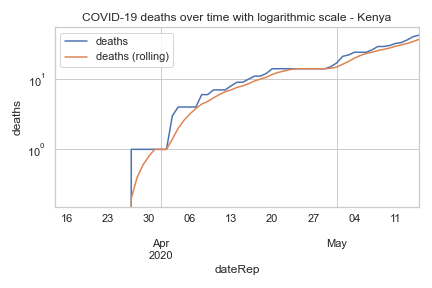 COVID-19 deaths over time with logarithmic scale - Kenya
deaths
deaths (rolling)
deaths
10¹
10⁰
16 23 30 06 13 20 27 04 11
Apr May
2020
dateRep